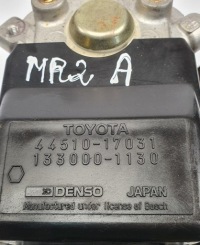 MR2 A
TOYOTA
44510-17031
133000-1130
DENSO JAPAN
Manufactured under license of Bosch